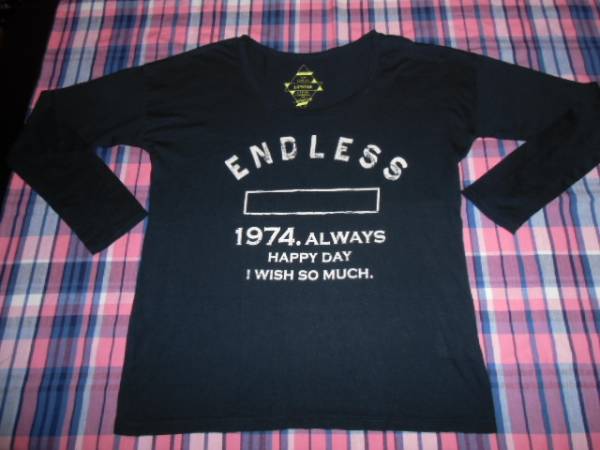 ENDLESS
1974. ALWAYS
HAPPY DAY
I WISH SO MUCH.